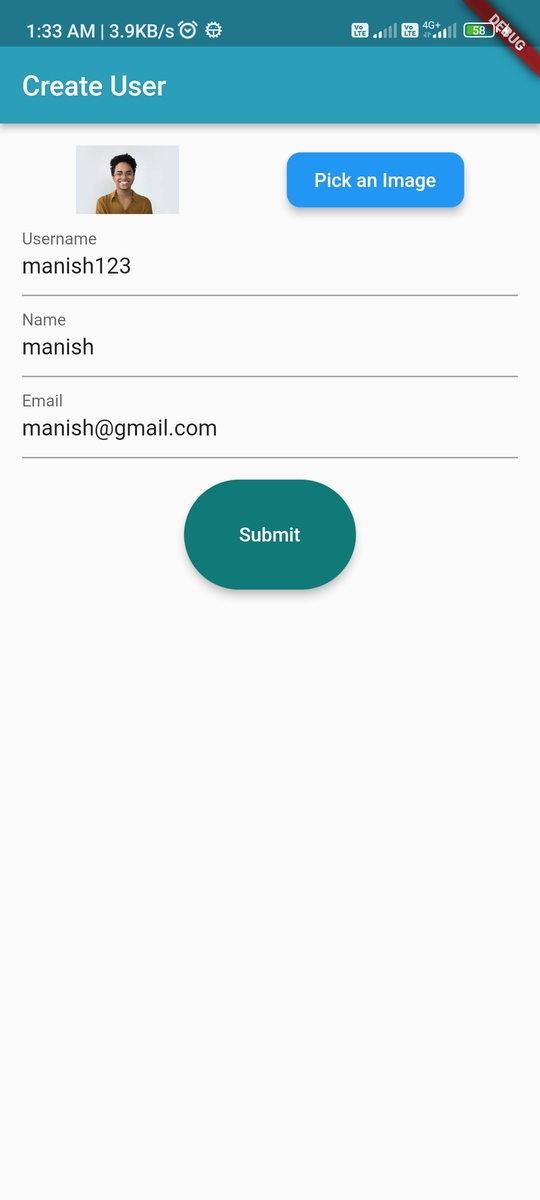 1:33 AM | 3.9KB/s
Vo LTE Vo LTE 4G+ 58
DEBUG
Create User
Pick an Image
Username
manish123
Name
manish
Email
manish@gmail.com
Submit